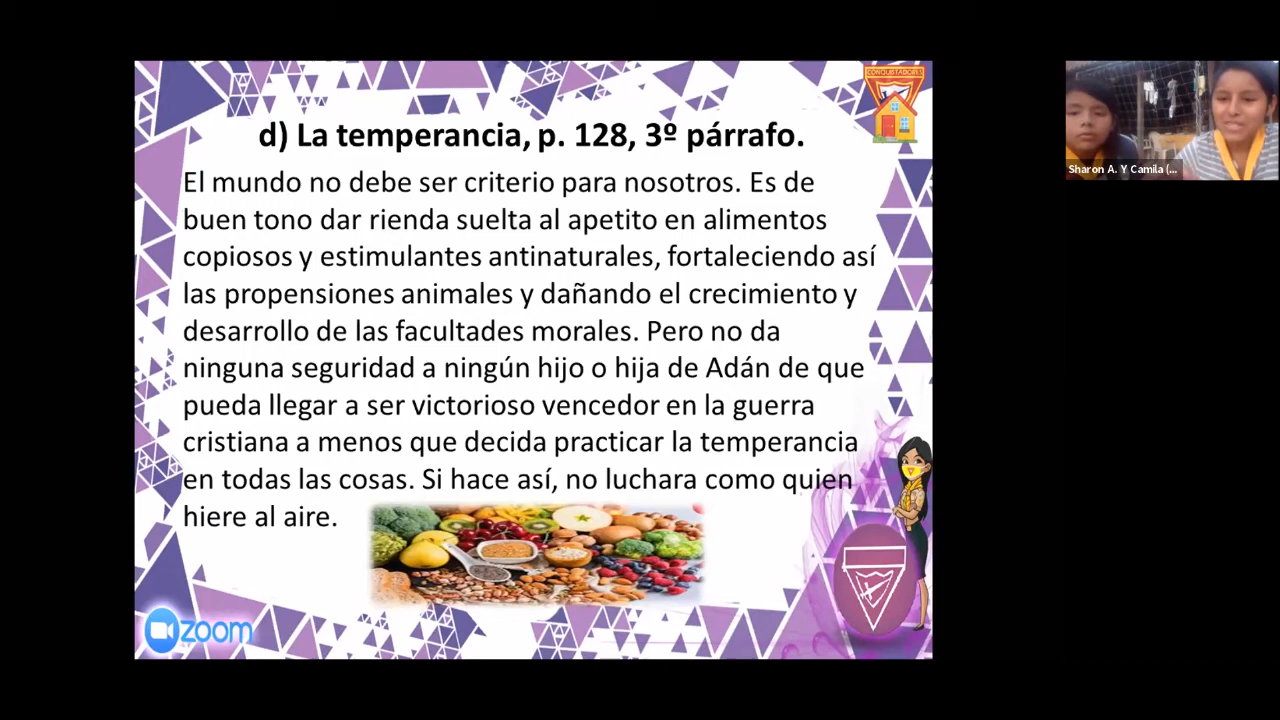 CONQUISTADORES
d) La temperancia, p. 128, 3º párrafo.
El mundo no debe ser criterio para nosotros. Es de
buen tono dar rienda suelta al apetito en alimentos
copiosos y estimulantes antinaturales, fortaleciendo así
las propensiones animales y dañando el crecimiento y
desarrollo de las facultades morales. Pero no da
ninguna seguridad a ningún hijo o hija de Adán de que
pueda llegar a ser victorioso vencedor en la guerra
cristiana a menos que decida practicar la temperancia
en todas las cosas. Si hace así, no luchara como quien
hiere al aire.
zoom
Sharon A. Y Camila (...